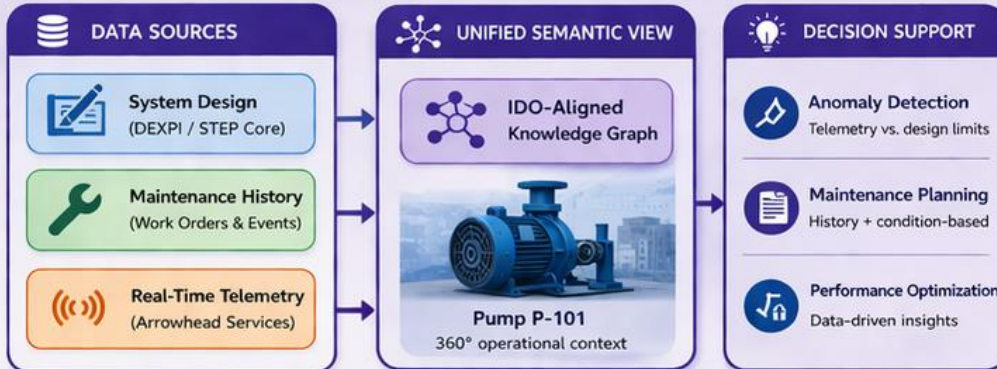 DATA SOURCES
System Design
(DEXPI / STEP Core)
Maintenance History
(Work Orders & Events)
Real-Time Telemetry
(Arrowhead Services)
UNIFIED SEMANTIC VIEW
IDO-Aligned
Knowledge Graph
Pump P-101
360° operational context
DECISION SUPPORT
Anomaly Detection
Telemetry vs. design limits
Maintenance Planning
History + condition-based
Performance Optimization
Data-driven insights